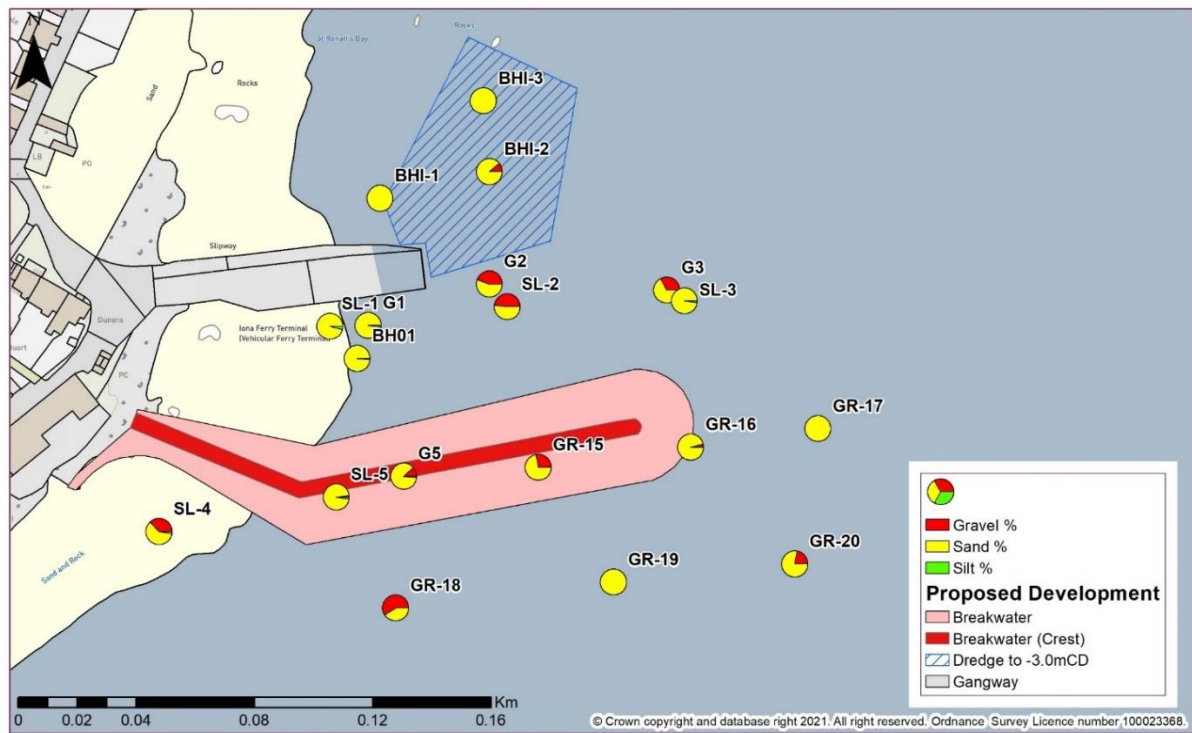 N
St Ronan's Bay
Rocks
Rocks
Sand
LB
PO
BHI-3
BHI-2
BHI-1
Slipway
G2
SL-2
G3
SL-3
SL-1
G1
BH01
Iona Ferry Terminal
(Vehicular Ferry Terminal)
Danara
PC
GR-17
GR-16
GR-15
G5
SL-5
SL-4
Sand and Rock
GR-20
GR-19
GR-18
Gravel %
Sand %
Silt %
Proposed Development
Breakwater
Breakwater (Crest)
Dredge to -3.0mCD
Gangway
Km
0 0.02 0.04 0.08 0.12 0.16
© Crown copyright and database right 2021. All right reserved. Ordnance Survey Licence number 100023368.